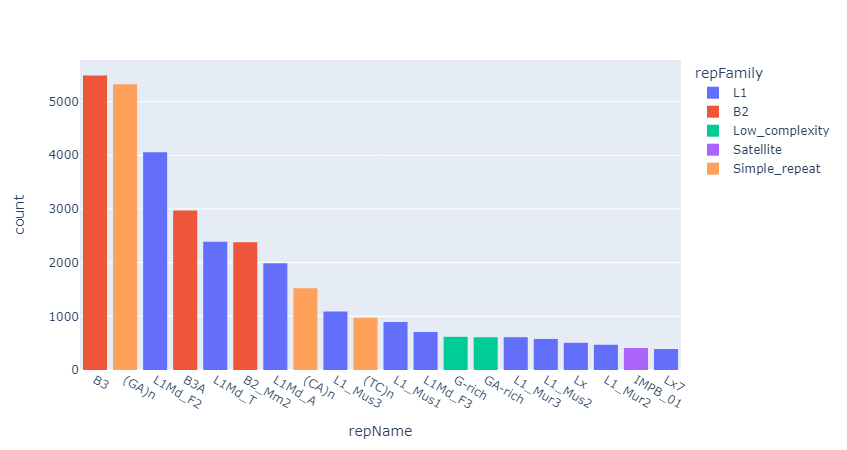 repFamily
L1
B2
Low_complexity
Satellite
Simple_repeat
count
5000
4000
3000
2000
1000
0
B3
(GA)n
L1Md_F2
B3A
L1Md_T
B2_Mm2
L1Md_A
(CA)n
L1_Mus3
(TC)n
L1_Mus1
L1Md_F3
G-rich
GA-rich
L1_Mur3
L1_Mus2
Lx
L1_Mur2
IMPB_01
Lx7
repName